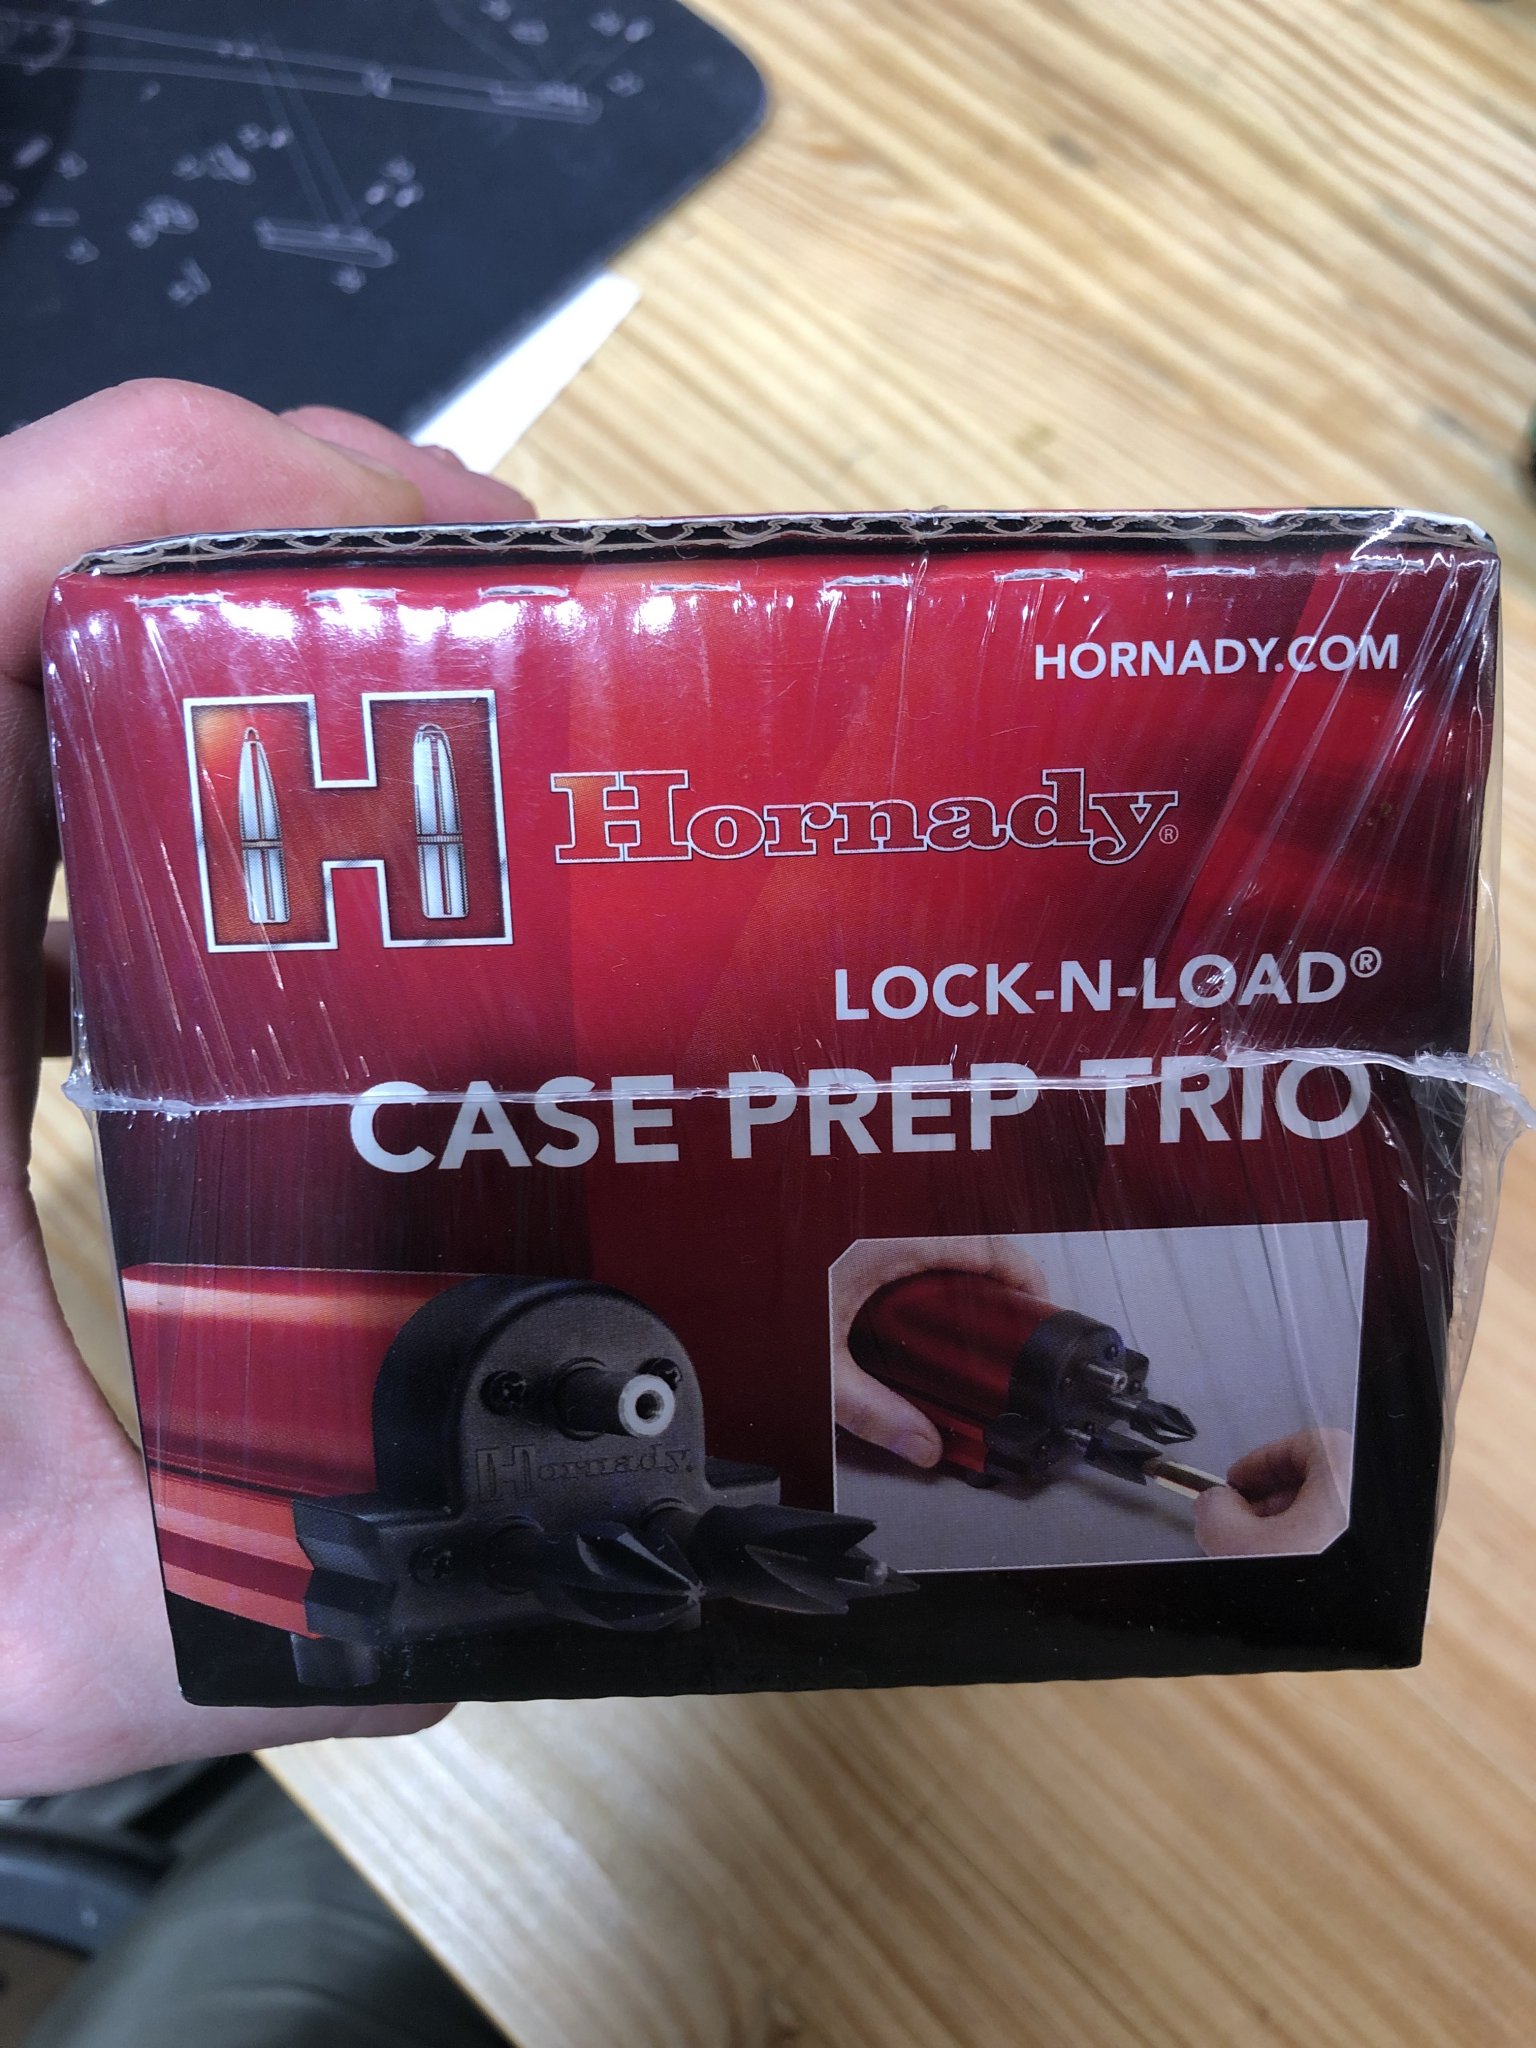 HORNADY.COM
H Hornady®
LOCK-N-LOAD®
CASE PREP TRIO
Hornady®